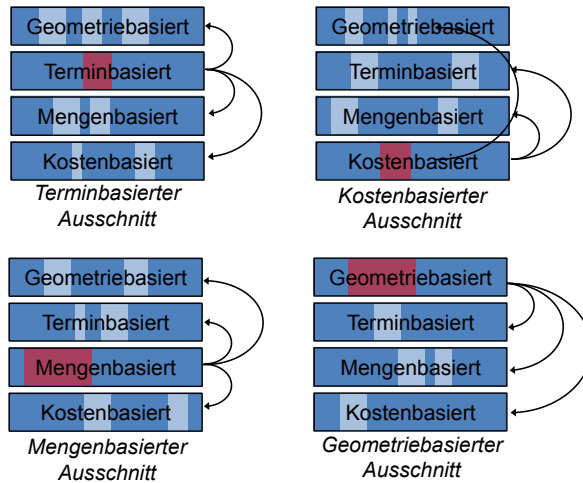 Geometriebasiert
Terminbasiert
Mengenbasiert
Kostenbasiert
Terminbasierter
Ausschnitt
Geometriebasiert
Terminbasiert
Mengenbasiert
Kostenbasiert
Kostenbasierter
Ausschnitt
Geometriebasiert
Terminbasiert
Mengenbasiert
Kostenbasiert
Mengenbasierter
Ausschnitt
Geometriebasiert
Terminbasiert
Mengenbasiert
Kostenbasiert
Geometriebasierter
Ausschnitt